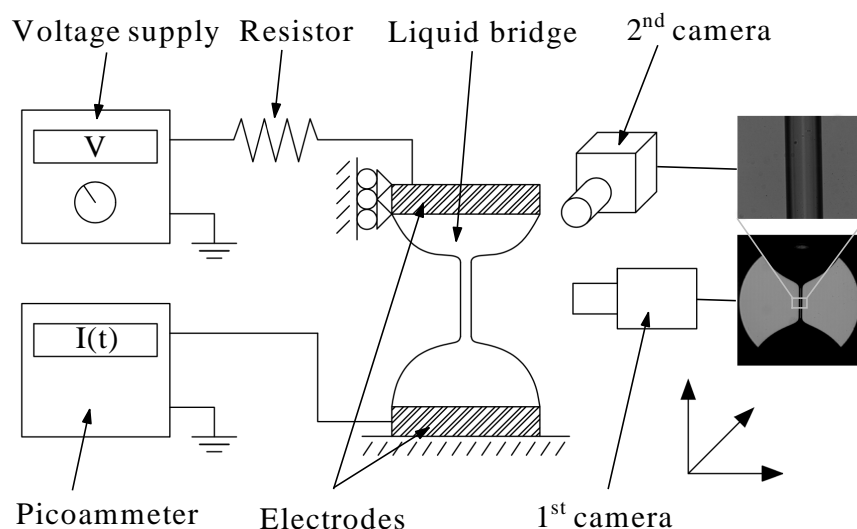 Voltage supply
Resistor
Liquid bridge
2nd camera
V
I(t)
Picoammeter
Electrodes
1st camera